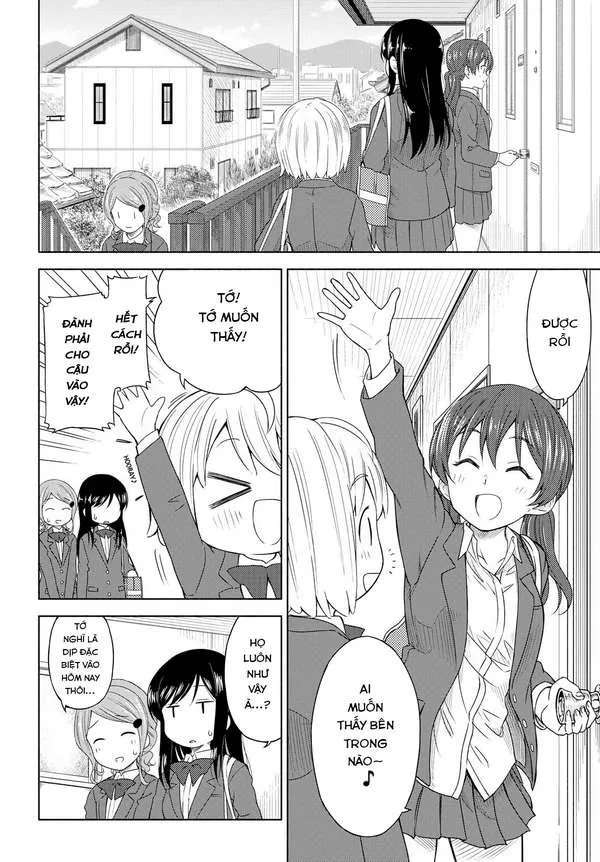 ĐƯỢC
RỒI
AI
MUỐN
THẤY BÊN
TRONG
NÀO~
♪
TỚ!
TỚ MUỐN
THẤY!
HẾT
CÁCH RỒI!
ĐÀNH
PHẢI CHO
CẬU VÀO
VẬY!
HOORAY♪
HỌ
LUÔN
NHƯ
VẬY
À...?
TỚ
NGHĨ LÀ
DỊP ĐẶC
BIỆT VÀO
HÔM NAY
THÔI...